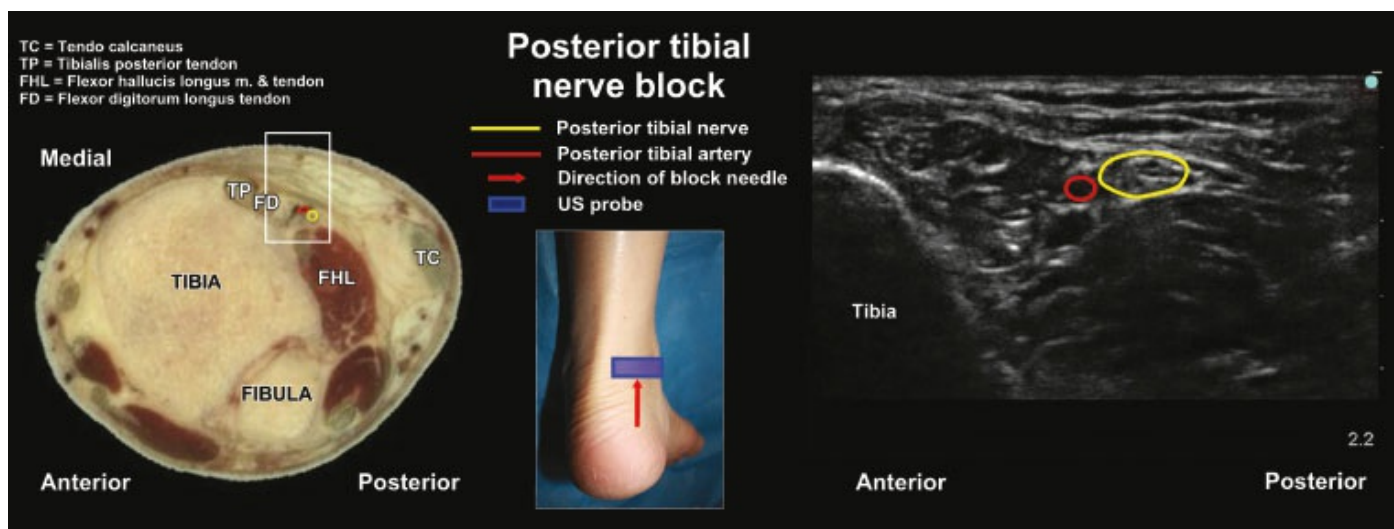 TC = Tendo calcaneus
TP = Tibialis posterior tendon
FHL = Flexor hallucis longus m. & tendon
FD = Flexor digitorum longus tendon
Posterior tibial
nerve block
Posterior tibial nerve
Posterior tibial artery
Direction of block needle
US probe
Medial
TP
FD
TC
TIBIA
FHL
FIBULA
Anterior
Posterior
Tibia
2.2
Anterior
Posterior